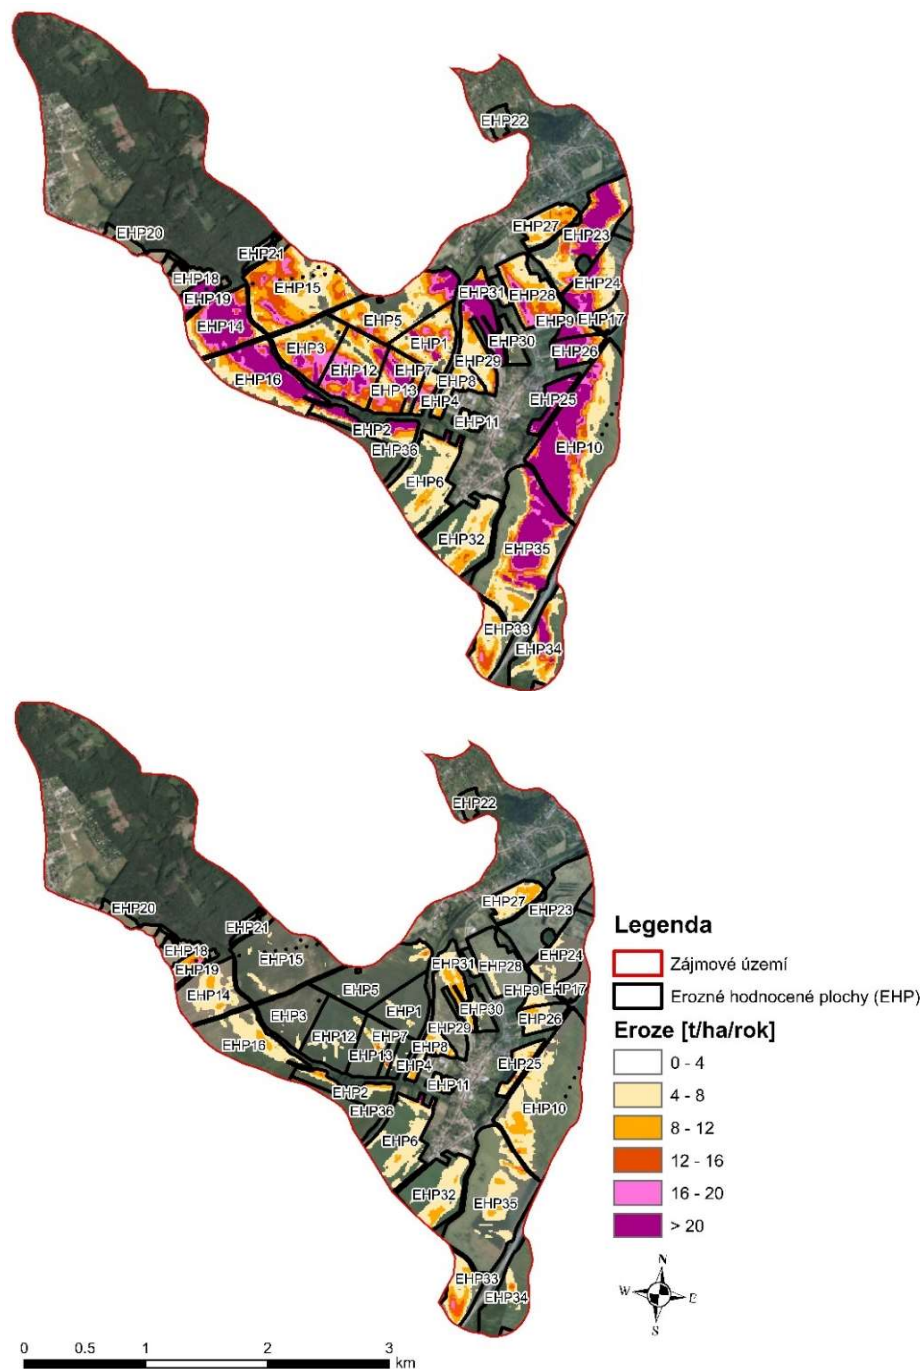 EHP22
EHP27
EHP20
EHP23
EHP21
EHP18
EHP15
EHP24
EHP31
EHP28
EHP19
EHP5
EHP9
EHP17
EHP14
EHP30
EHP3
EHP1
EHP26
EHP29
EHP16
EHP12
EHP7
EHP8
EHP13
EHP4
EHP25
EHP2
EHP11
EHP10
EHP36
EHP6
EHP32
EHP35
EHP33
EHP34
EHP22
EHP27
EHP20
EHP23
EHP21
EHP18
EHP15
EHP24
EHP31
EHP28
EHP19
EHP5
EHP9
EHP17
EHP14
EHP30
EHP3
EHP1
EHP26
EHP29
EHP16
EHP12
EHP7
EHP8
EHP13
EHP4
EHP25
EHP2
EHP11
EHP10
EHP36
EHP6
EHP32
EHP35
EHP33
EHP34
Legenda
Zájmové území
Erozné hodnocené plochy (EHP)
Eroze [t/ha/rok]
0 - 4
4 - 8
8 - 12
12 - 16
16 - 20
> 20
N
W E
S
0 0.5 1 2 3
km